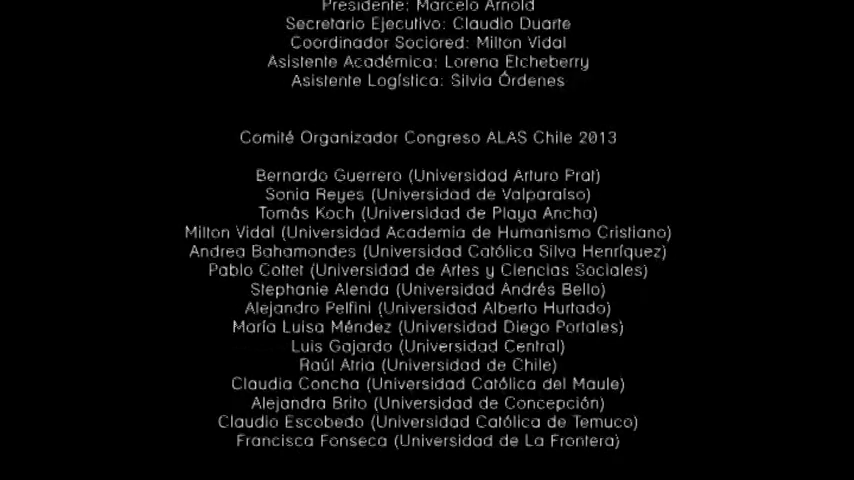 Presidente: Marcelo Arnold
Secretario Ejecutivo: Claudio Duarte
Coordinador Sociored: Milton Vidal
Asistente Académica: Lorena Etcheberry
Asistente Logística: Silvia Órdenes
Comité Organizador Congreso ALAS Chile 2013
Bernardo Guerrero (Universidad Arturo Prat)
Sonia Reyes (Universidad de Valparaíso)
Tomás Koch (Universidad de Playa Ancha)
Milton Vidal (Universidad Academia de Humanismo Cristiano)
Andrea Bahamondes (Universidad Católica Silva Henríquez)
Pablo Cottet (Universidad de Artes y Ciencias Sociales)
Stephanie Alenda (Universidad Andrés Bello)
Alejandro Pelfini (Universidad Alberto Hurtado)
María Luisa Méndez (Universidad Diego Portales)
Luis Gajardo (Universidad Central)
Raúl Atria (Universidad de Chile)
Claudia Concha (Universidad Católica del Maule)
Alejandra Brito (Universidad de Concepción)
Claudio Escobedo (Universidad Católica de Temuco)
Francisca Fonseca (Universidad de La Frontera)